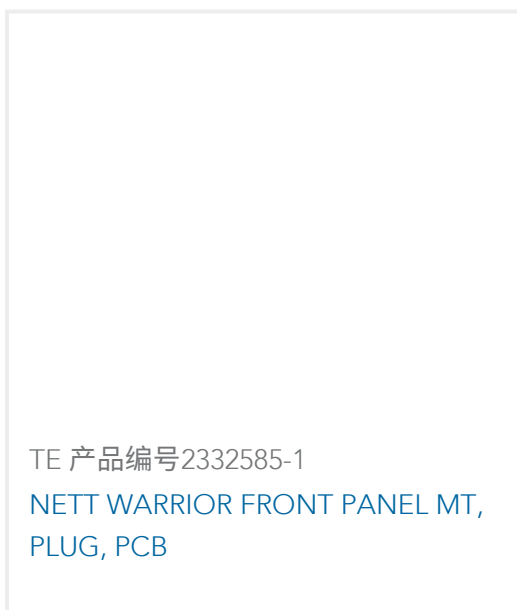 TE 产品编号2332585-1
NETT WARRIOR FRONT PANEL MT,
PLUG, PCB